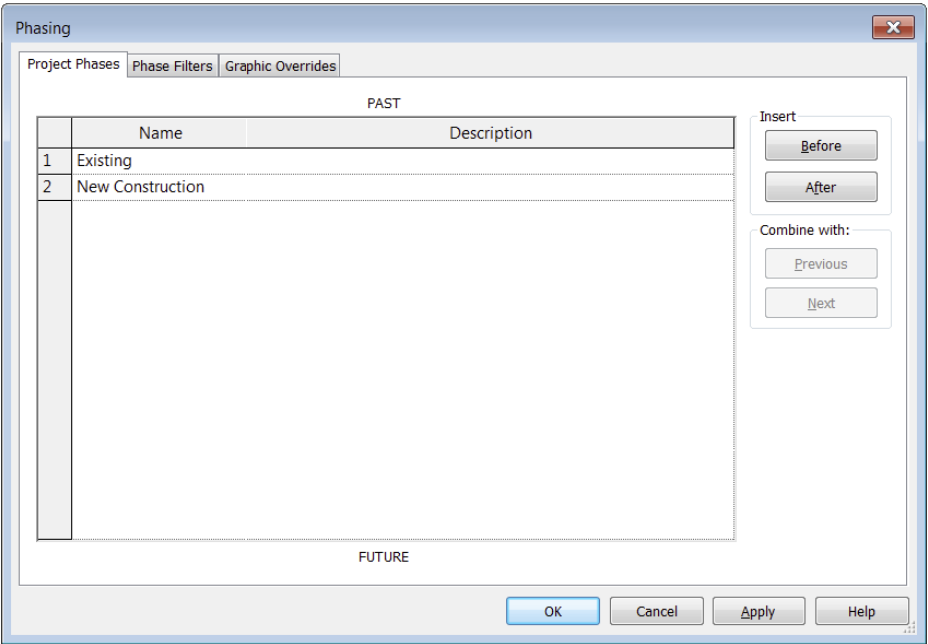 Phasing
Project Phases Phase Filters Graphic Overrides
PAST
Name Description
1 Existing
2 New Construction
FUTURE
Insert
Before
After
Combine with:
Previous
Next
OK Cancel Apply Help